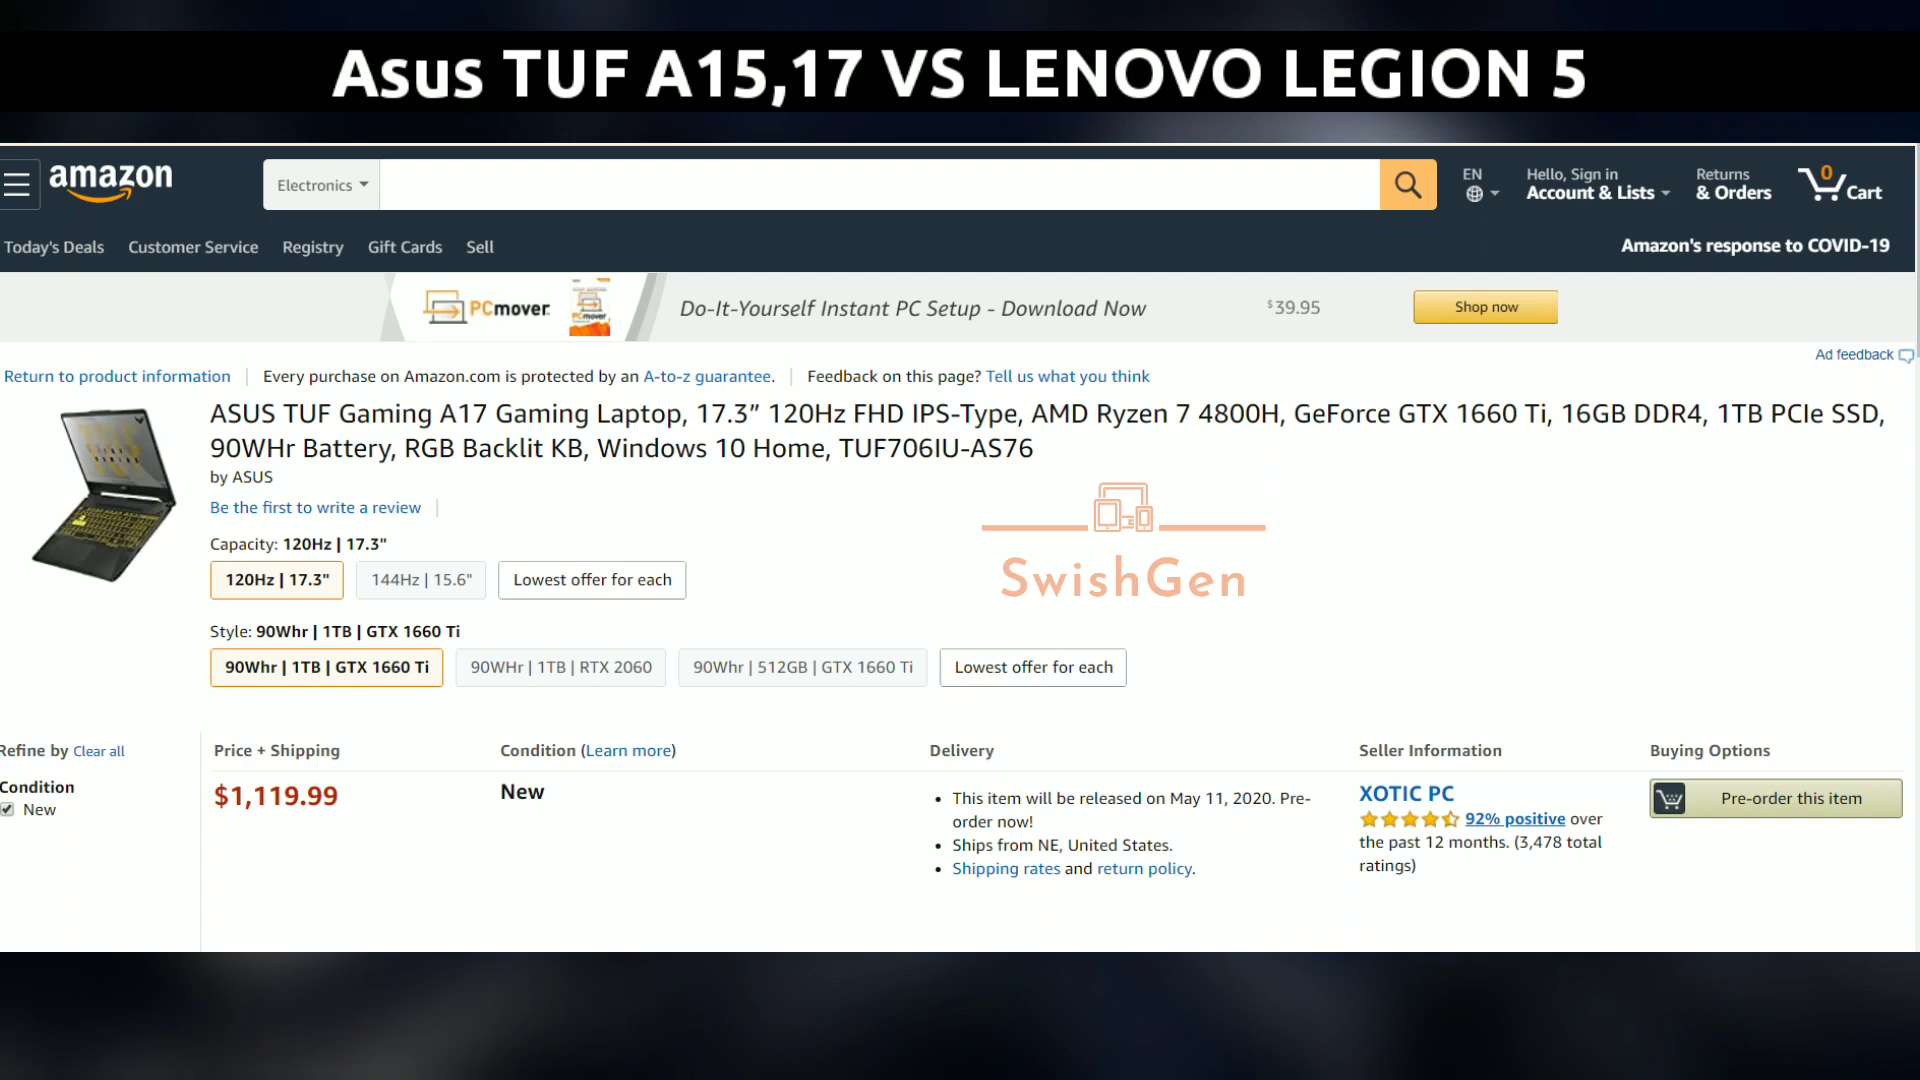 Asus TUF A15,17 VS LENOVO LEGION 5
amazon
Electronics
EN
Hello, Sign in
Account & Lists
Returns
& Orders
0
Cart
Today's Deals
Customer Service
Registry
Gift Cards
Sell
Amazon's response to COVID-19
PCmover
PCmover
Do-It-Yourself Instant PC Setup - Download Now
$39.95
Shop now
Ad feedback
Return to product information
Every purchase on Amazon.com is protected by an A-to-z guarantee.
Feedback on this page? Tell us what you think
ASUS TUF Gaming A17 Gaming Laptop, 17.3” 120Hz FHD IPS-Type, AMD Ryzen 7 4800H, GeForce GTX 1660 Ti, 16GB DDR4, 1TB PCIe SSD,
90WHr Battery, RGB Backlit KB, Windows 10 Home, TUF706IU-AS76
by ASUS
Be the first to write a review
Capacity: 120Hz | 17.3"
120Hz | 17.3"
144Hz | 15.6"
Lowest offer for each
SwishGen
Style: 90Whr | 1TB | GTX 1660 Ti
90Whr | 1TB | GTX 1660 Ti
90WHr | 1TB | RTX 2060
90Whr | 512GB | GTX 1660 Ti
Lowest offer for each
Refine by Clear all
Condition
New
Price + Shipping
$1,119.99
Condition (Learn more)
New
Delivery
• This item will be released on May 11, 2020. Pre-
order now!
• Ships from NE, United States.
• Shipping rates and return policy.
Seller Information
XOTIC PC
92% positive over
the past 12 months. (3,478 total
ratings)
Buying Options
Pre-order this item